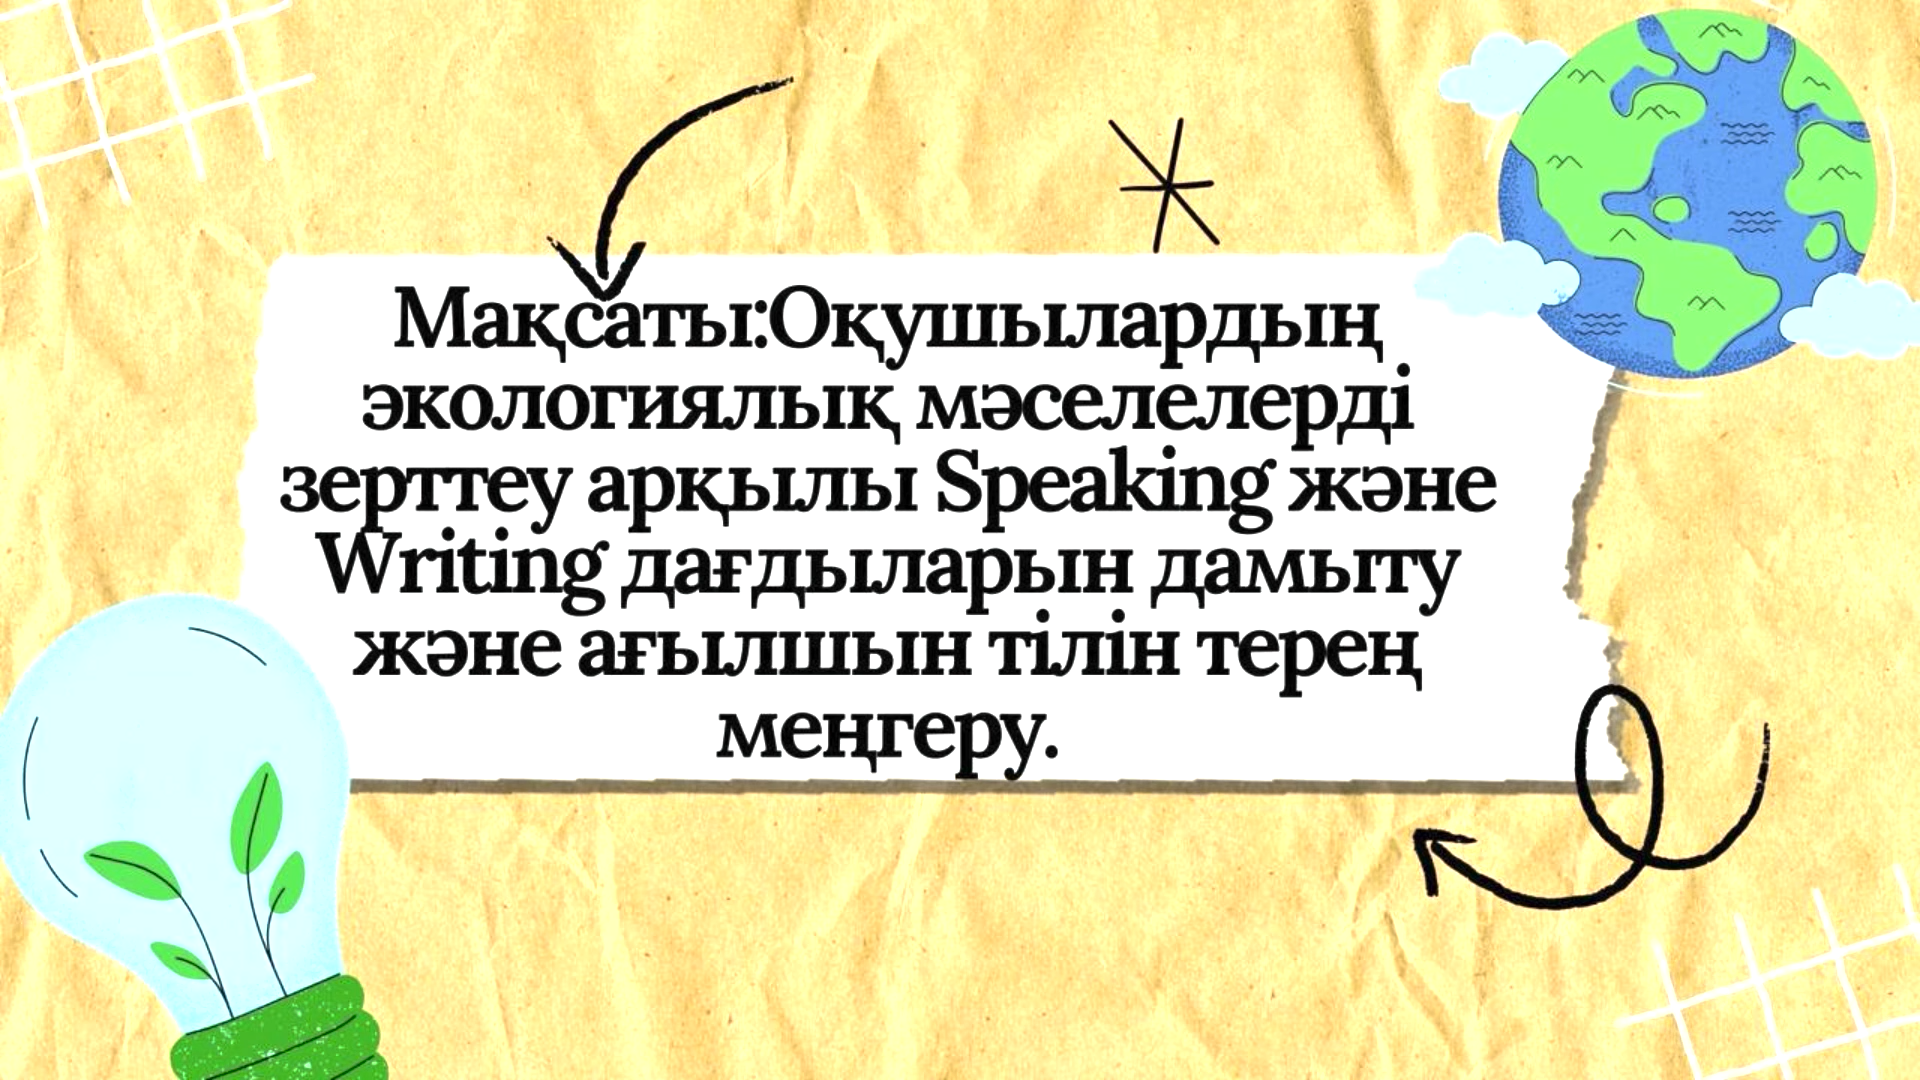 Мақсаты:Оқушылардың
экологиялық мәселелерді
зерттеу арқылы Speaking және
Writing дағдыларын дамыту
және ағылшын тілін терең
меңгеру.